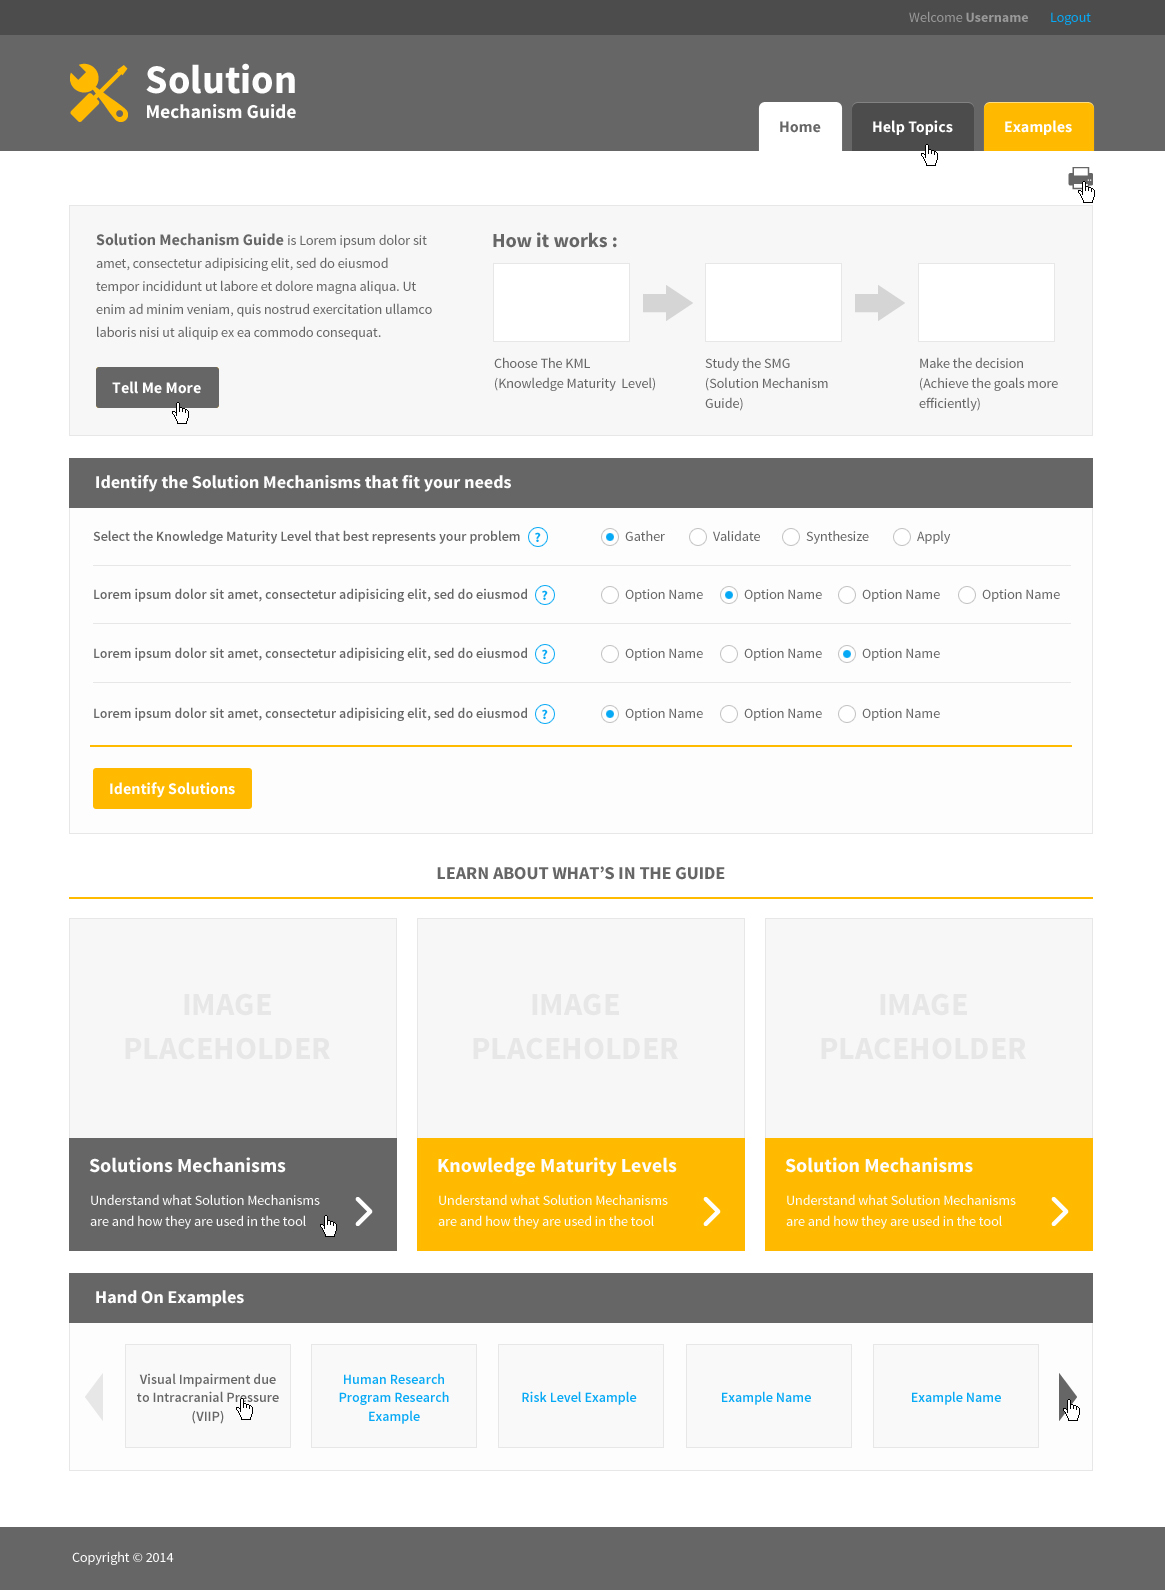 Welcome Username Logout
Solution
Mechanism Guide
Home Help Topics Examples
Solution Mechanism Guide is Lorem ipsum dolor sit
amet, consectetur adipisicing elit, sed do eiusmod
tempor incididunt ut labore et dolore magna aliqua. Ut
enim ad minim veniam, quis nostrud exercitation ullamco
laboris nisi ut aliquip ex ea commodo consequat.
Tell Me More
How it works :
Choose The KML
(Knowledge Maturity Level)
Study the SMG
(Solution Mechanism
Guide)
Make the decision
(Achieve the goals more
efficiently)
Identify the Solution Mechanisms that fit your needs
Select the Knowledge Maturity Level that best represents your problem ? Gather Validate Synthesize Apply
Lorem ipsum dolor sit amet, consectetur adipisicing elit, sed do eiusmod ? Option Name Option Name Option Name Option Name
Lorem ipsum dolor sit amet, consectetur adipisicing elit, sed do eiusmod ? Option Name Option Name Option Name
Lorem ipsum dolor sit amet, consectetur adipisicing elit, sed do eiusmod ? Option Name Option Name Option Name
Identify Solutions
LEARN ABOUT WHAT'S IN THE GUIDE
IMAGE
PLACEHOLDER
Solutions Mechanisms
Understand what Solution Mechanisms
are and how they are used in the tool
IMAGE
PLACEHOLDER
Knowledge Maturity Levels
Understand what Solution Mechanisms
are and how they are used in the tool
IMAGE
PLACEHOLDER
Solution Mechanisms
Understand what Solution Mechanisms
are and how they are used in the tool
Hand On Examples
Visual Impairment due
to Intracranial Pressure
(VIIP)
Human Research
Program Research
Example
Risk Level Example
Example Name
Example Name
Copyright © 2014